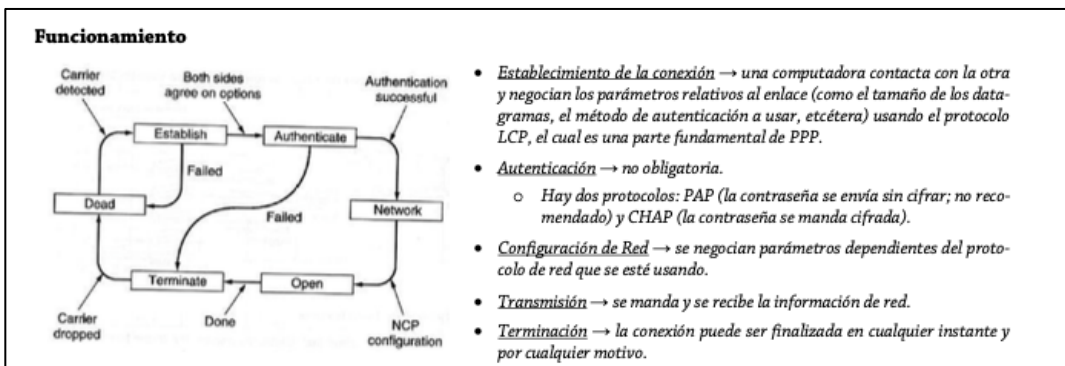 Funcionamiento
Carrier
detected
Both sides
agree on options
Authentication
successful
Establish
Authenticate
Failed
Dead
Failed
Network
Terminate
Open
Carrier
dropped
Done
NCP
configuration
• Establecimiento de la conexión → una computadora contacta con la otra
y negocian los parámetros relativos al enlace (como el tamaño de los data-
gramas, el método de autenticación a usar, etcétera) usando el protocolo
LCP, el cual es una parte fundamental de PPP.
• Autenticación → no obligatoria.
o Hay dos protocolos: PAP (la contraseña se envía sin cifrar; no reco-
mendado) y CHAP (la contraseña se manda cifrada).
• Configuración de Red → se negocian parámetros dependientes del proto-
colo de red que se esté usando.
• Transmisión → se manda y se recibe la información de red.
• Terminación → la conexión puede ser finalizada en cualquier instante y
por cualquier motivo.